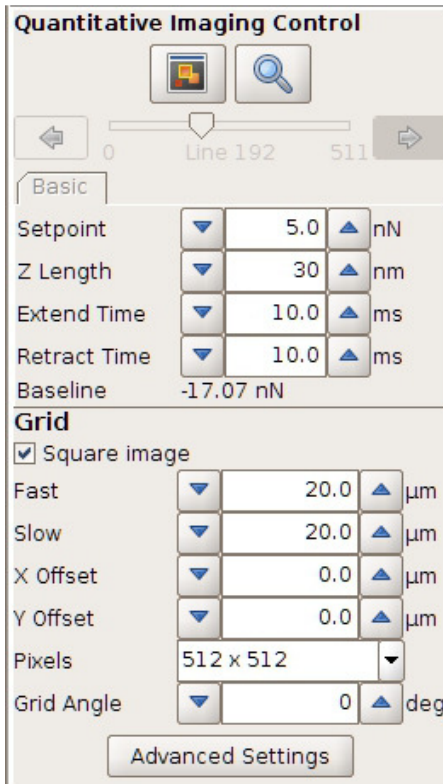 Quantitative Imaging Control
0 Line 192 511
Basic
Setpoint 5.0 nN
Z Length 30 nm
Extend Time 10.0 ms
Retract Time 10.0 ms
Baseline -17.07 nN
Grid
Square image
Fast 20.0 µm
Slow 20.0 µm
X Offset 0.0 µm
Y Offset 0.0 µm
Pixels 512 x 512
Grid Angle 0 deg
Advanced Settings